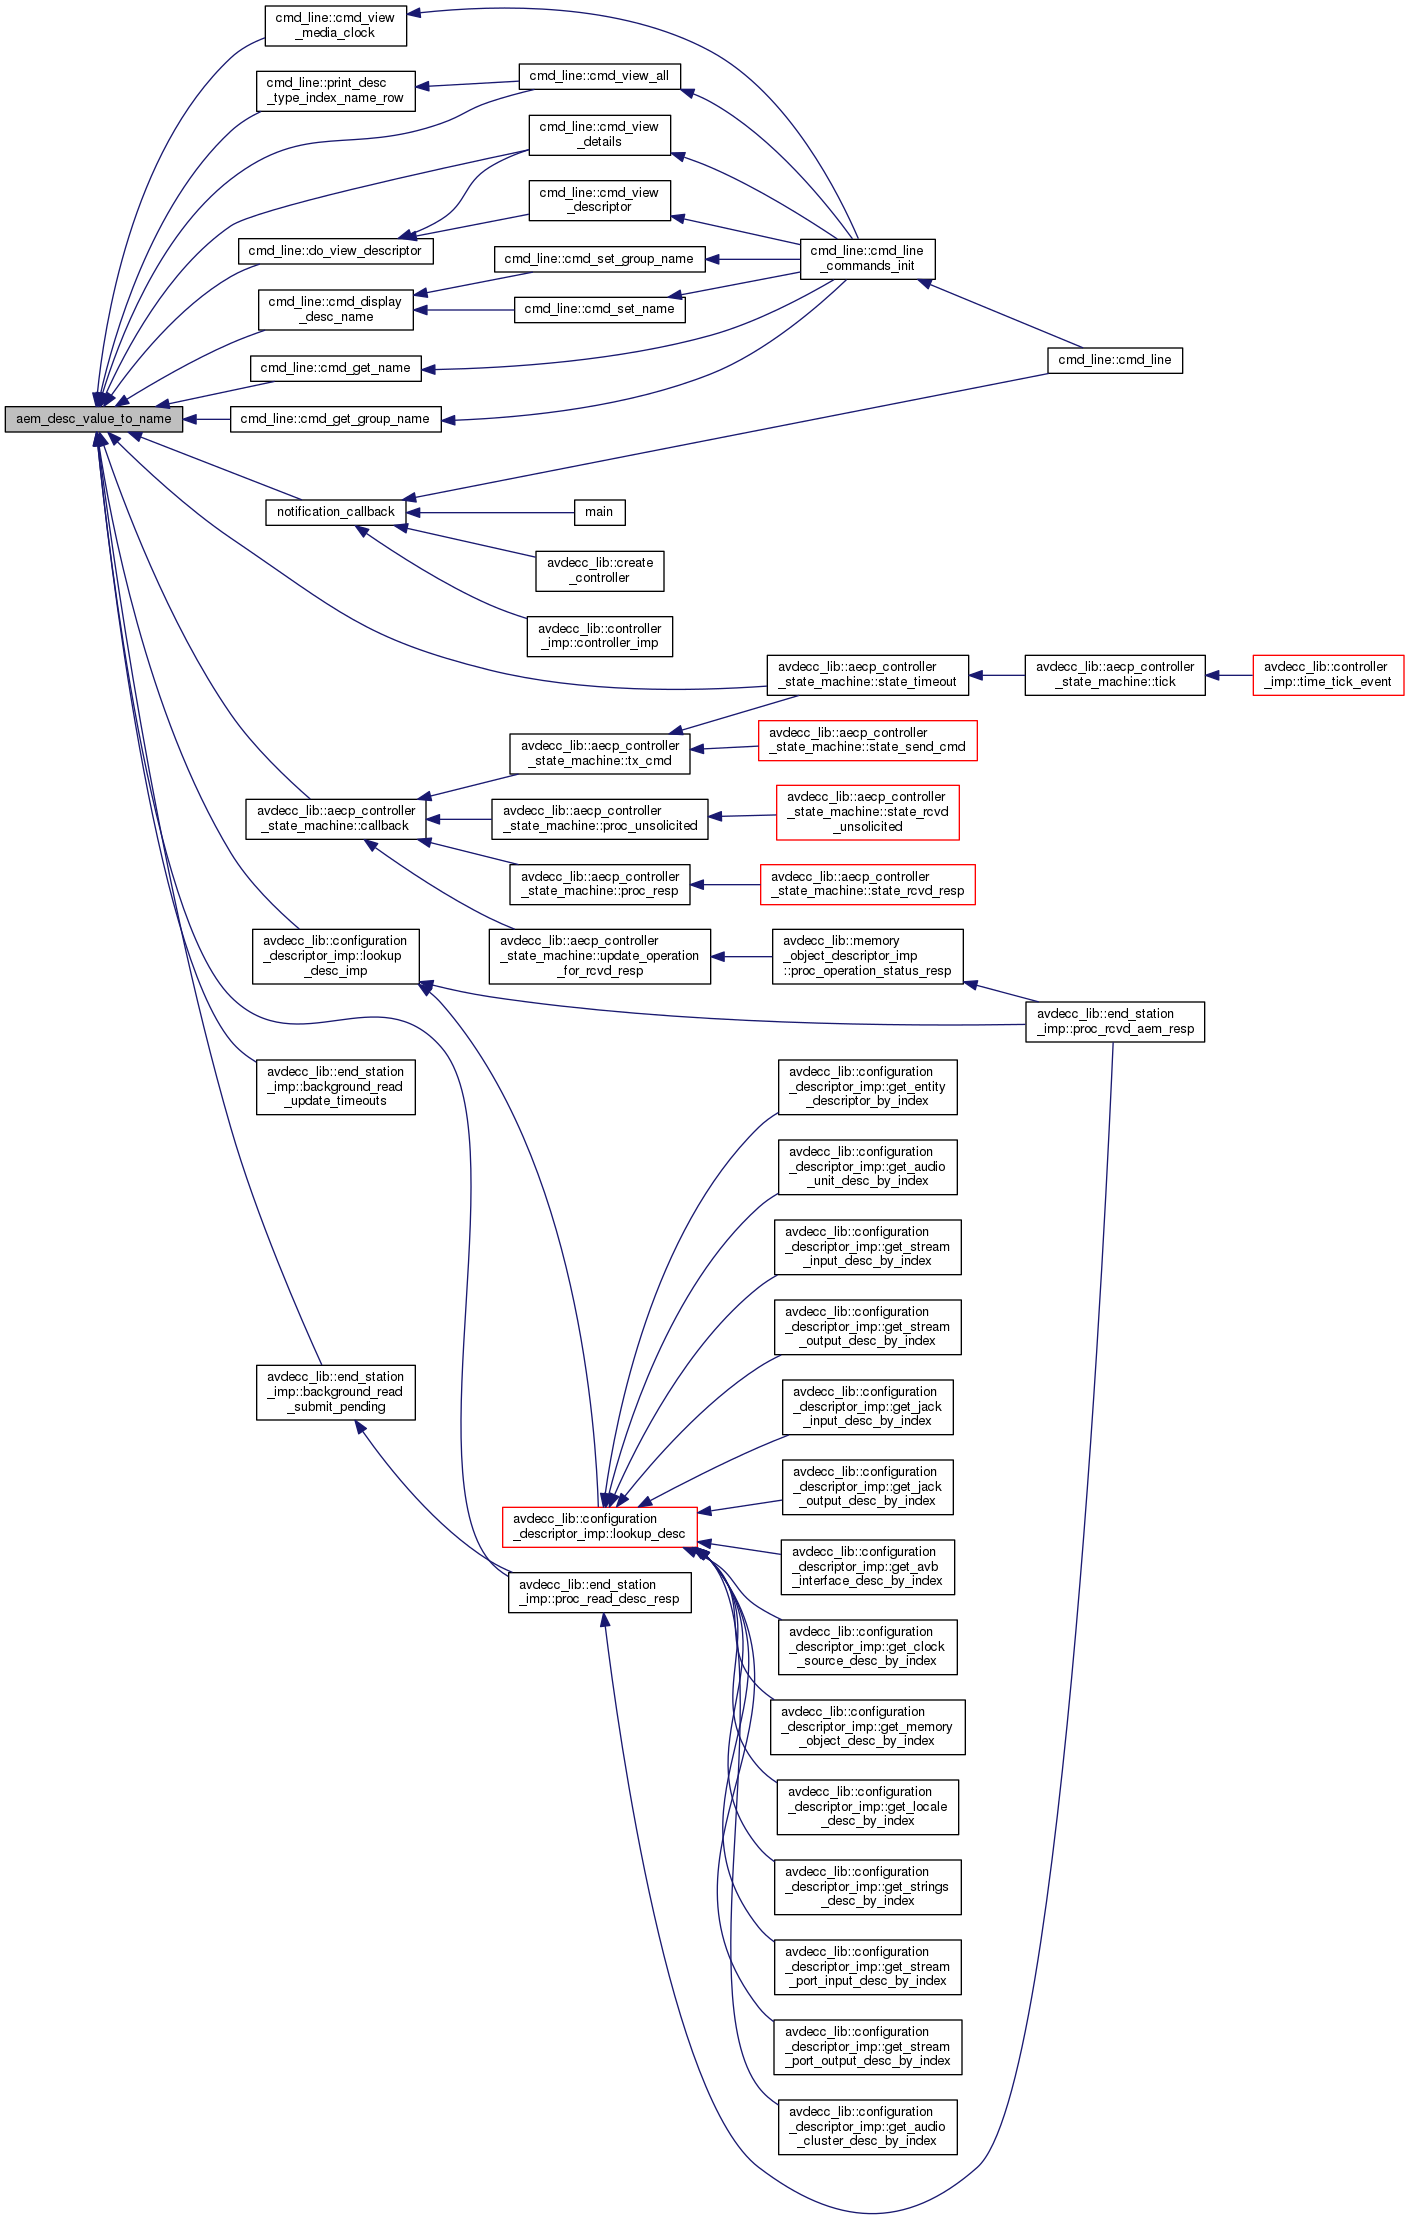 cmd_line::cmd_view
_media_clock
cmd_line::print_desc
_type_index_name_row
cmd_line::cmd_view_all
cmd_line::cmd_view
_details
cmd_line::cmd_view
_descriptor
cmd_line::do_view_descriptor
cmd_line::cmd_set_group_name
cmd_line::cmd_line
_commands_init
cmd_line::cmd_display
_desc_name
cmd_line::cmd_set_name
cmd_line::cmd_get_name
cmd_line::cmd_line
aem_desc_value_to_name
cmd_line::cmd_get_group_name
notification_callback
main
avdecc_lib::create
_controller
avdecc_lib::controller
_imp::controller_imp
avdecc_lib::aecp_controller
_state_machine::state_timeout
avdecc_lib::aecp_controller
_state_machine::tick
avdecc_lib::controller
_imp::time_tick_event
avdecc_lib::aecp_controller
_state_machine::tx_cmd
avdecc_lib::aecp_controller
_state_machine::state_send_cmd
avdecc_lib::aecp_controller
_state_machine::callback
avdecc_lib::aecp_controller
_state_machine::proc_unsolicited
avdecc_lib::aecp_controller
_state_machine::state_rcvd
_unsolicited
avdecc_lib::aecp_controller
_state_machine::proc_resp
avdecc_lib::aecp_controller
_state_machine::state_rcvd_resp
avdecc_lib::configuration
_descriptor_imp::lookup
_desc_imp
avdecc_lib::aecp_controller
_state_machine::update_operation
_for_rcvd_resp
avdecc_lib::memory
_object_descriptor_imp
::proc_operation_status_resp
avdecc_lib::end_station
_imp::proc_rcvd_aem_resp
avdecc_lib::end_station
_imp::background_read
_update_timeouts
avdecc_lib::configuration
_descriptor_imp::get_entity
_descriptor_by_index
avdecc_lib::configuration
_descriptor_imp::get_audio
_unit_desc_by_index
avdecc_lib::configuration
_descriptor_imp::get_stream
_input_desc_by_index
avdecc_lib::configuration
_descriptor_imp::get_stream
_output_desc_by_index
avdecc_lib::end_station
_imp::background_read
_submit_pending
avdecc_lib::configuration
_descriptor_imp::get_jack
_input_desc_by_index
avdecc_lib::configuration
_descriptor_imp::get_jack
_output_desc_by_index
avdecc_lib::configuration
_descriptor_imp::lookup_desc
avdecc_lib::configuration
_descriptor_imp::get_avb
_interface_desc_by_index
avdecc_lib::end_station
_imp::proc_read_desc_resp
avdecc_lib::configuration
_descriptor_imp::get_clock
_source_desc_by_index
avdecc_lib::configuration
_descriptor_imp::get_memory
_object_desc_by_index
avdecc_lib::configuration
_descriptor_imp::get_locale
_desc_by_index
avdecc_lib::configuration
_descriptor_imp::get_strings
_desc_by_index
avdecc_lib::configuration
_descriptor_imp::get_stream
_port_input_desc_by_index
avdecc_lib::configuration
_descriptor_imp::get_stream
_port_output_desc_by_index
avdecc_lib::configuration
_descriptor_imp::get_audio
_cluster_desc_by_index